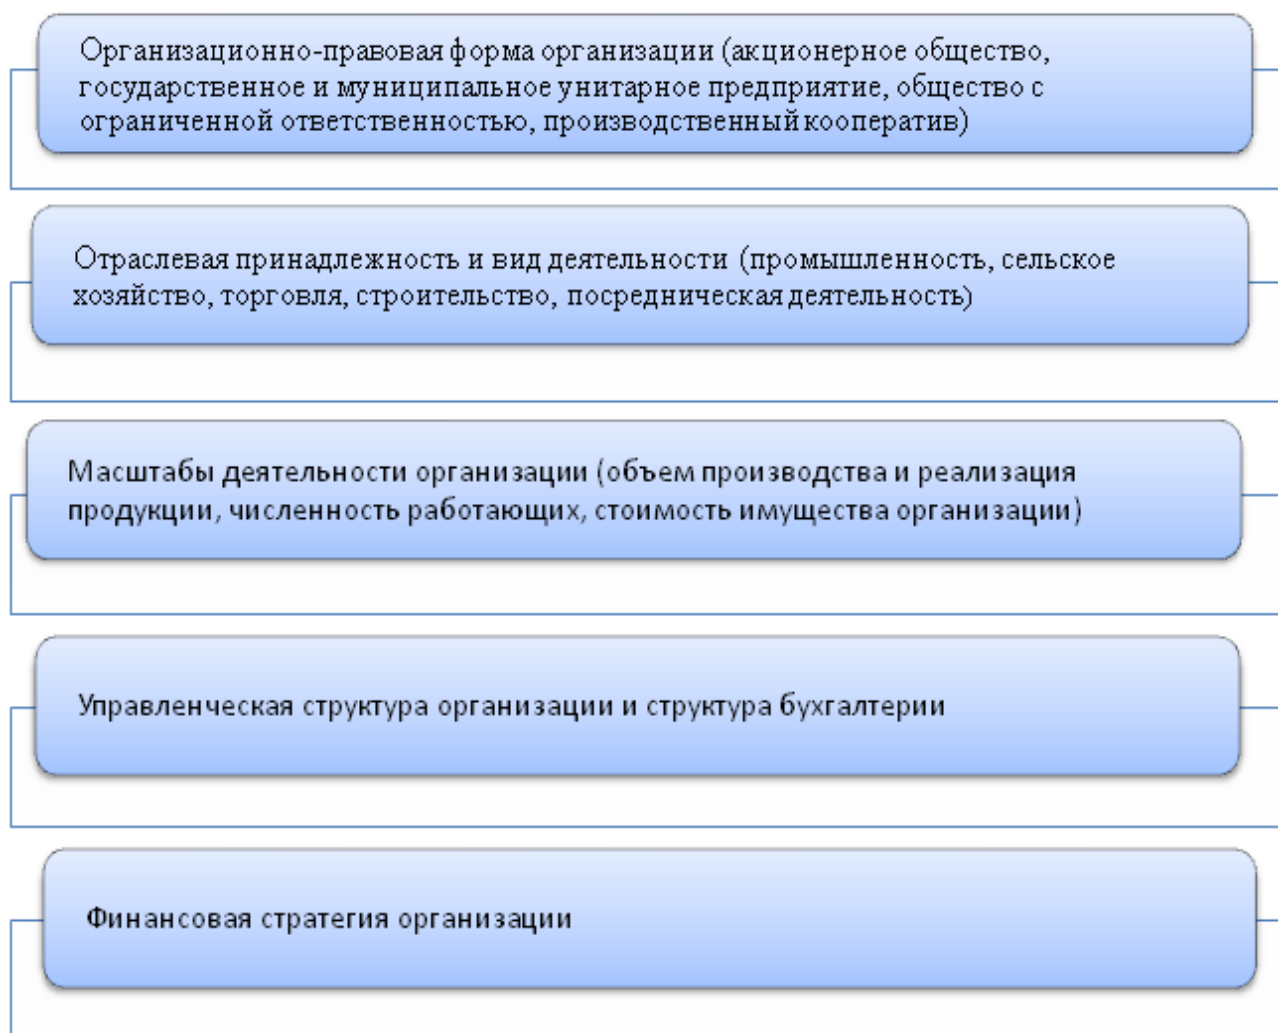 Организационно-правовая форма организации (акционерное общество,
государственное и муниципальное унитарное предприятие, общество с
ограниченной ответственностью, производственный кооператив)
Отраслевая принадлежность и вид деятельности (промышленность, сельское
хозяйство, торговля, строительство, посредническая деятельность)
Масштабы деятельности организации (объем производства и реализация
продукции, численность работающих, стоимость имущества организации)
Управленческая структура организации и структура бухгалтерии
Финансовая стратегия организации